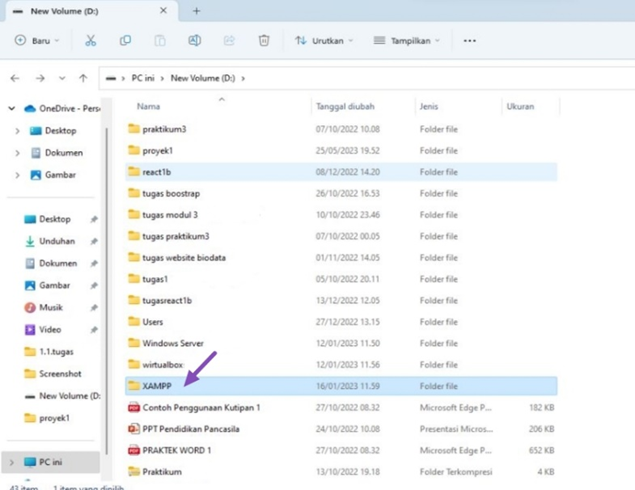 New Volume (D:)
Baru
Urutkan
Tampilkan
PC ini
New Volume (D:)
OneDrive - Pers
Desktop
Dokumen
Gambar
Desktop
Unduhan
Dokumen
Gambar
Musik
Video
1.1.tugas
Screenshot
New Volume (D:
proyek1
PC ini
Nama Tanggal diubah Jenis Ukuran
praktikum3 07/10/2022 10.08 Folder file
proyek1 25/05/2023 19.52 Folder file
react1b 08/12/2022 14.20 Folder file
tugas boostrap 26/10/2022 16.53 Folder file
tugas modul 3 10/10/2022 23.46 Folder file
tugas praktikum3 07/10/2022 00.05 Folder file
tugas website biodata 01/11/2022 14.05 Folder file
tugas1 05/10/2022 20.11 Folder file
tugasreact1b 13/12/2022 12.05 Folder file
Users 27/12/2022 13.15 Folder file
Windows Server 12/01/2023 11.50 Folder file
wirtualbox 12/01/2023 11.56 Folder file
XAMPP 16/01/2023 11.59 Folder file
Contoh Penggunaan Kutipan 1 27/10/2022 08.32 Microsoft Edge P... 182 KB
PPT Pendidikan Pancasila 24/10/2022 10.08 Presentasi Micros... 206 KB
PRAKTEK WORD 1 27/10/2022 08.32 Microsoft Edge P... 652 KB
Praktikum 13/10/2022 19.18 Folder Terkompresi 4 KB
43 item 1 item yang dipilih